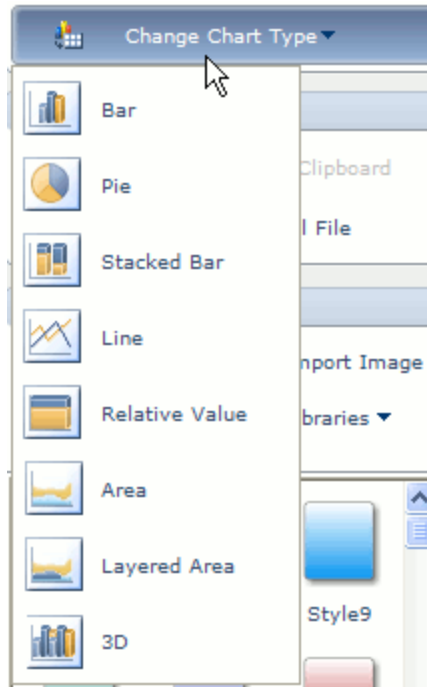 Change Chart Type
Bar
Pie
Clipboard
Stacked Bar
l File
Line
mport Image
Relative Value
braries
Area
Layered Area
Style9
3D